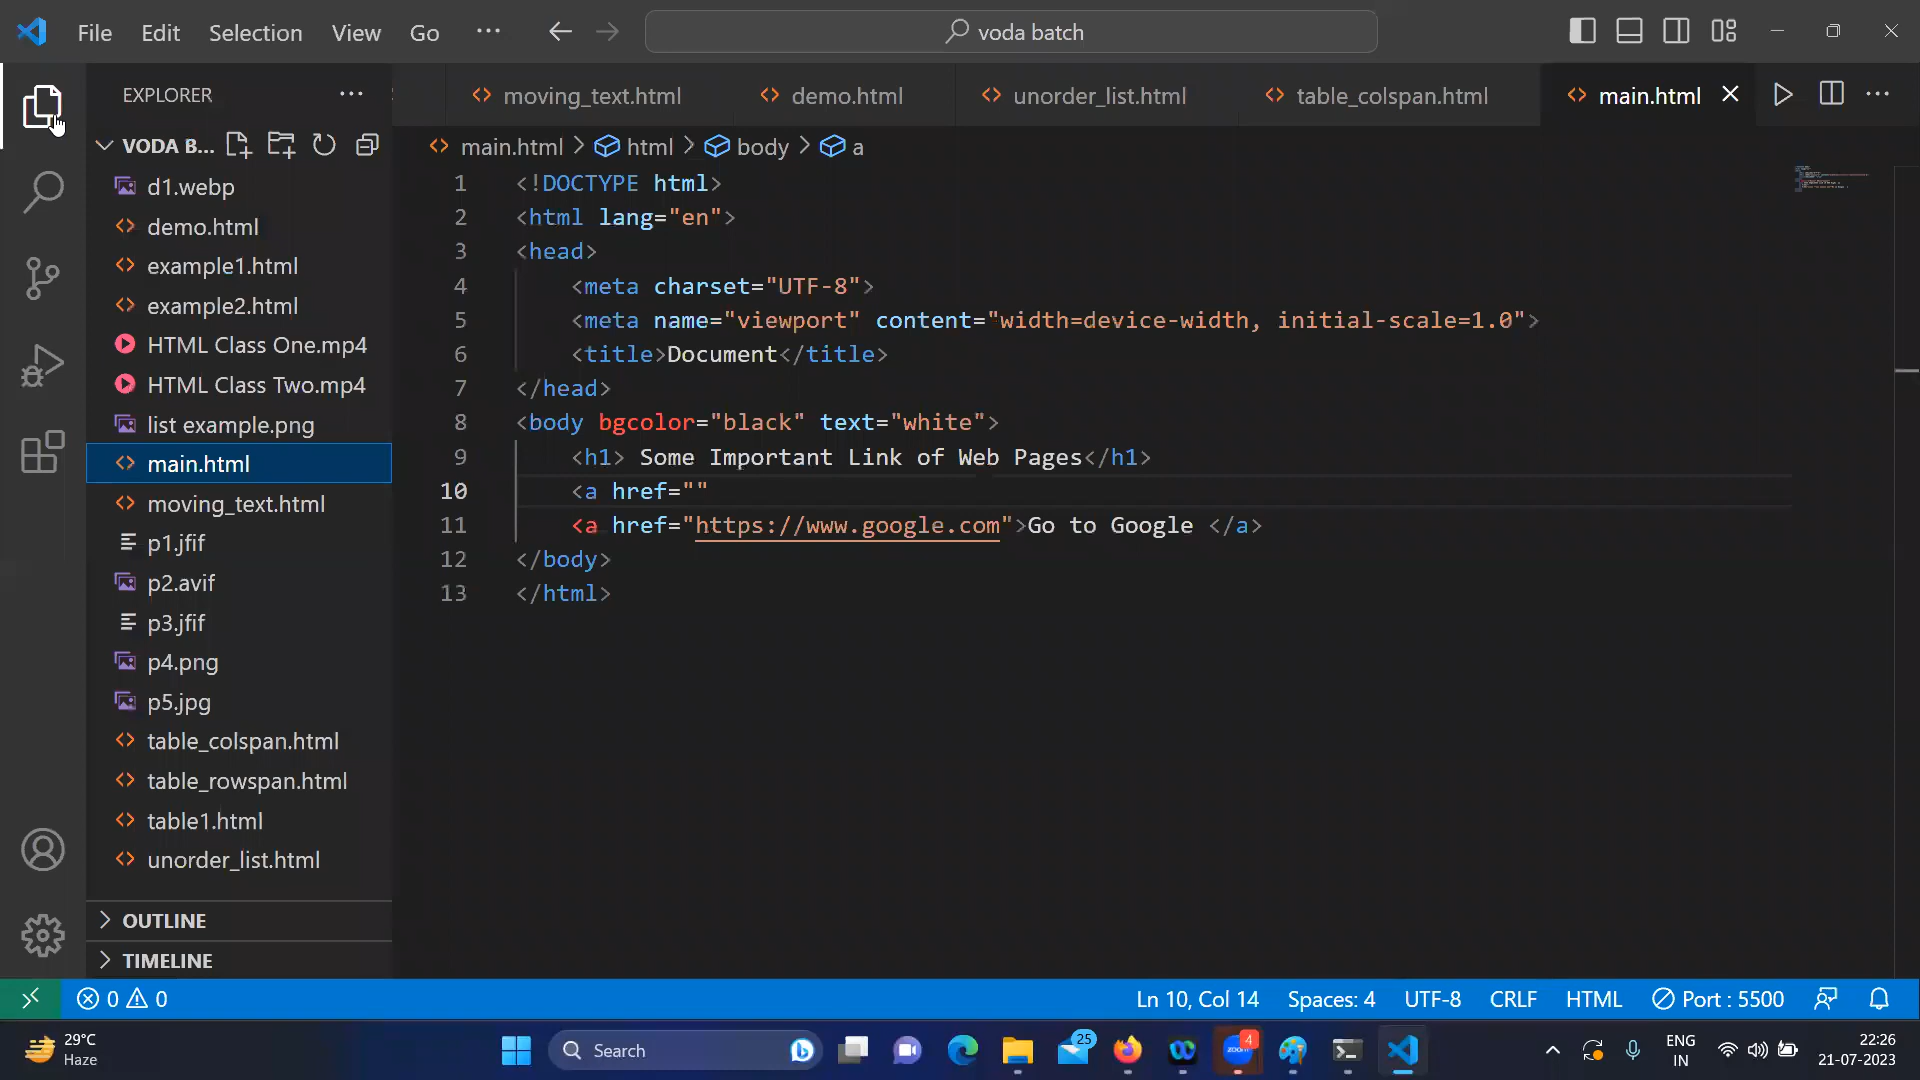 File Edit Selection View Go ··· voda batch
EXPLORER ···
moving_text.html demo.html unorder_list.html table_colspan.html main.html ···
VODA B...
main.html > html > body > a
d1.webp
demo.html
example1.html
example2.html
HTML Class One.mp4
HTML Class Two.mp4
list example.png
main.html
moving_text.html
p1.jfif
p2.avif
p3.jfif
p4.png
p5.jpg
table_colspan.html
table_rowspan.html
table1.html
unorder_list.html
OUTLINE
TIMELINE
1 <!DOCTYPE html>
2 <html lang="en">
3 <head>
4 <meta charset="UTF-8">
5 <meta name="viewport" content="width=device-width, initial-scale=1.0">
6 <title>Document</title>
7 </head>
8 <body bgcolor="black" text="white">
9 <h1> Some Important Link of Web Pages</h1>
10 <a href=""
11 <a href="https://www.google.com">Go to Google </a>
12 </body>
13 </html>
0 0 Ln 10, Col 14 Spaces: 4 UTF-8 CRLF HTML Port : 5500
29°C
Haze
Search
25
zoom
4
ENG
IN
22:26
21-07-2023